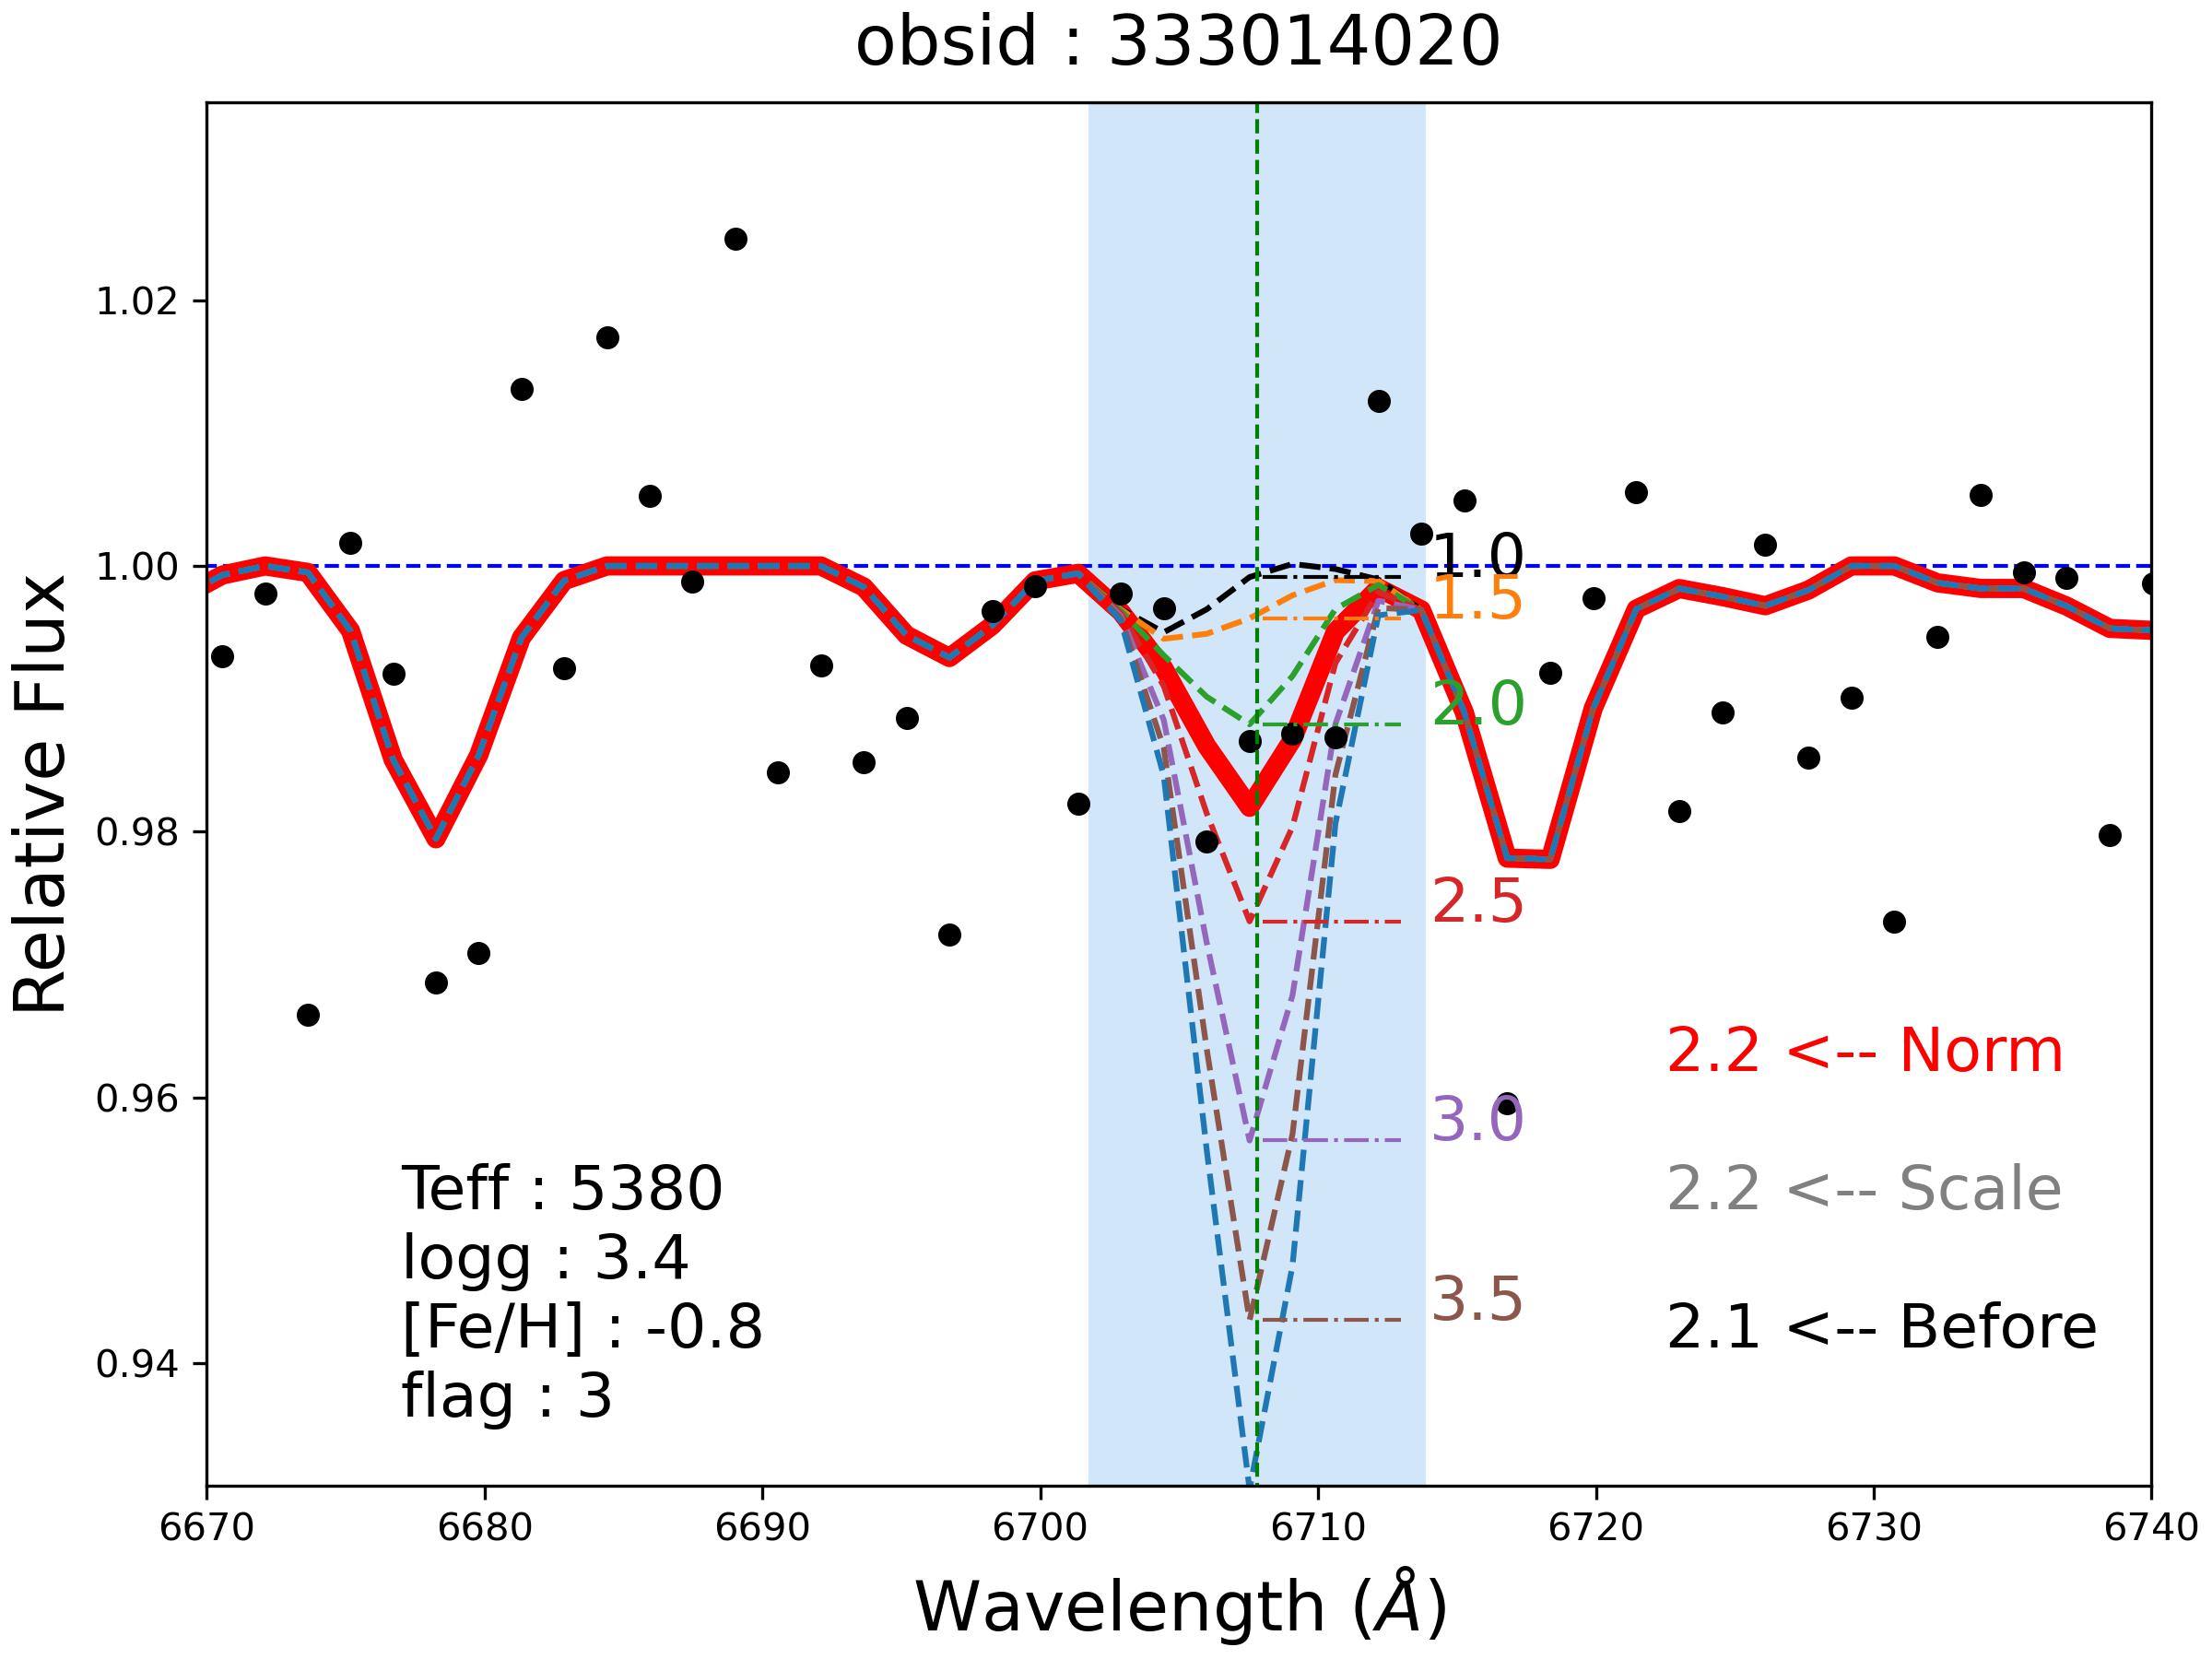 obsid : 333014020
Relative Flux
1.02
1.00
0.98
0.96
0.94
1.0
1.5
2.0
2.5
3.0
3.5
2.2 <-- Norm
2.2 <-- Scale
2.1 <-- Before
Teff : 5380
logg : 3.4
[Fe/H] : -0.8
flag : 3
6670 6680 6690 6700 6710 6720 6730 6740
Wavelength (Å)